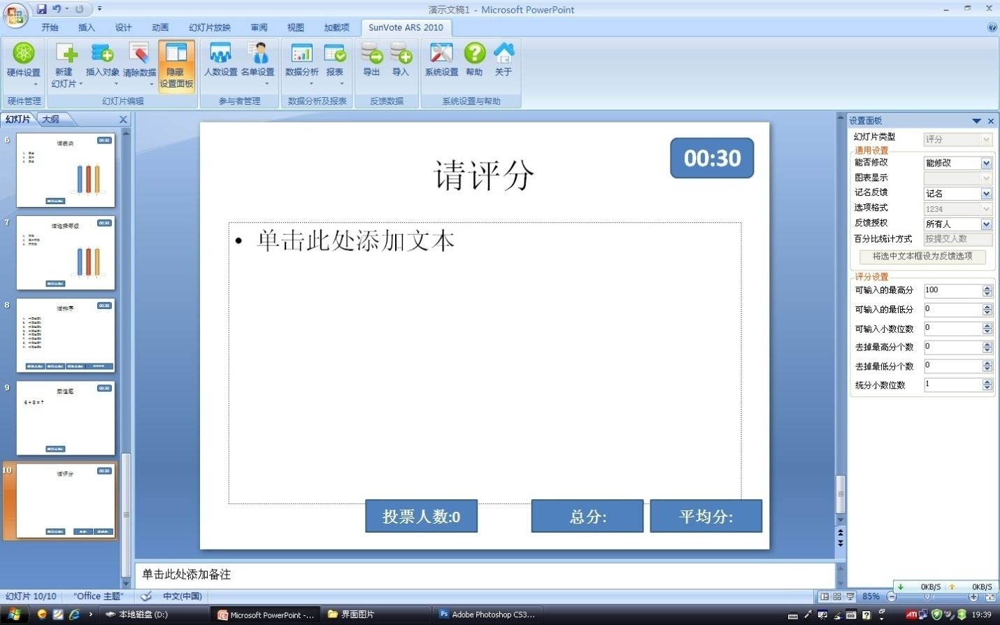 演示文稿1 - Microsoft PowerPoint
开始 插入 设计 动画 幻灯片放映 审阅 视图 加载项 SunVote ARS 2010
硬件设置 新建幻灯片 插入对象 清除数据 隐藏设置面板 人数设置 名单设置 数据分析 报表 导出 导入 系统设置 帮助 关于
硬件管理 幻灯片编辑 参与者管理 数据分析及报表 反馈数据 系统设置与帮助
幻灯片 大纲
6
请表决
00:30
7
请选择等级
00:30
8
请排序
00:30
9
数值题
00:30
6+8=?
10
请评分
00:30
请评分
00:30
• 单击此处添加文本
投票人数:0
总分:
平均分:
单击此处添加备注
设置面板
幻灯片类型 评分
通用设置
能否修改 能修改
图表显示
记名反馈 记名
选项格式 1234
反馈授权 所有人
百分比统计方式 按提交人数
将选中文本框设为反馈选项
评分设置
可输入的最高分 100
可输入的最低分 0
可输入小数位数 0
去掉最高分个数 0
去掉最低分个数 0
统分小数位数 1
0KB/S 0KB/S
幻灯片 10/10 "Office 主题" 中文(中国) 85%
本地磁盘 (D:) Microsoft PowerPoint -... 界面图片 Adobe Photoshop CS3... 19:39